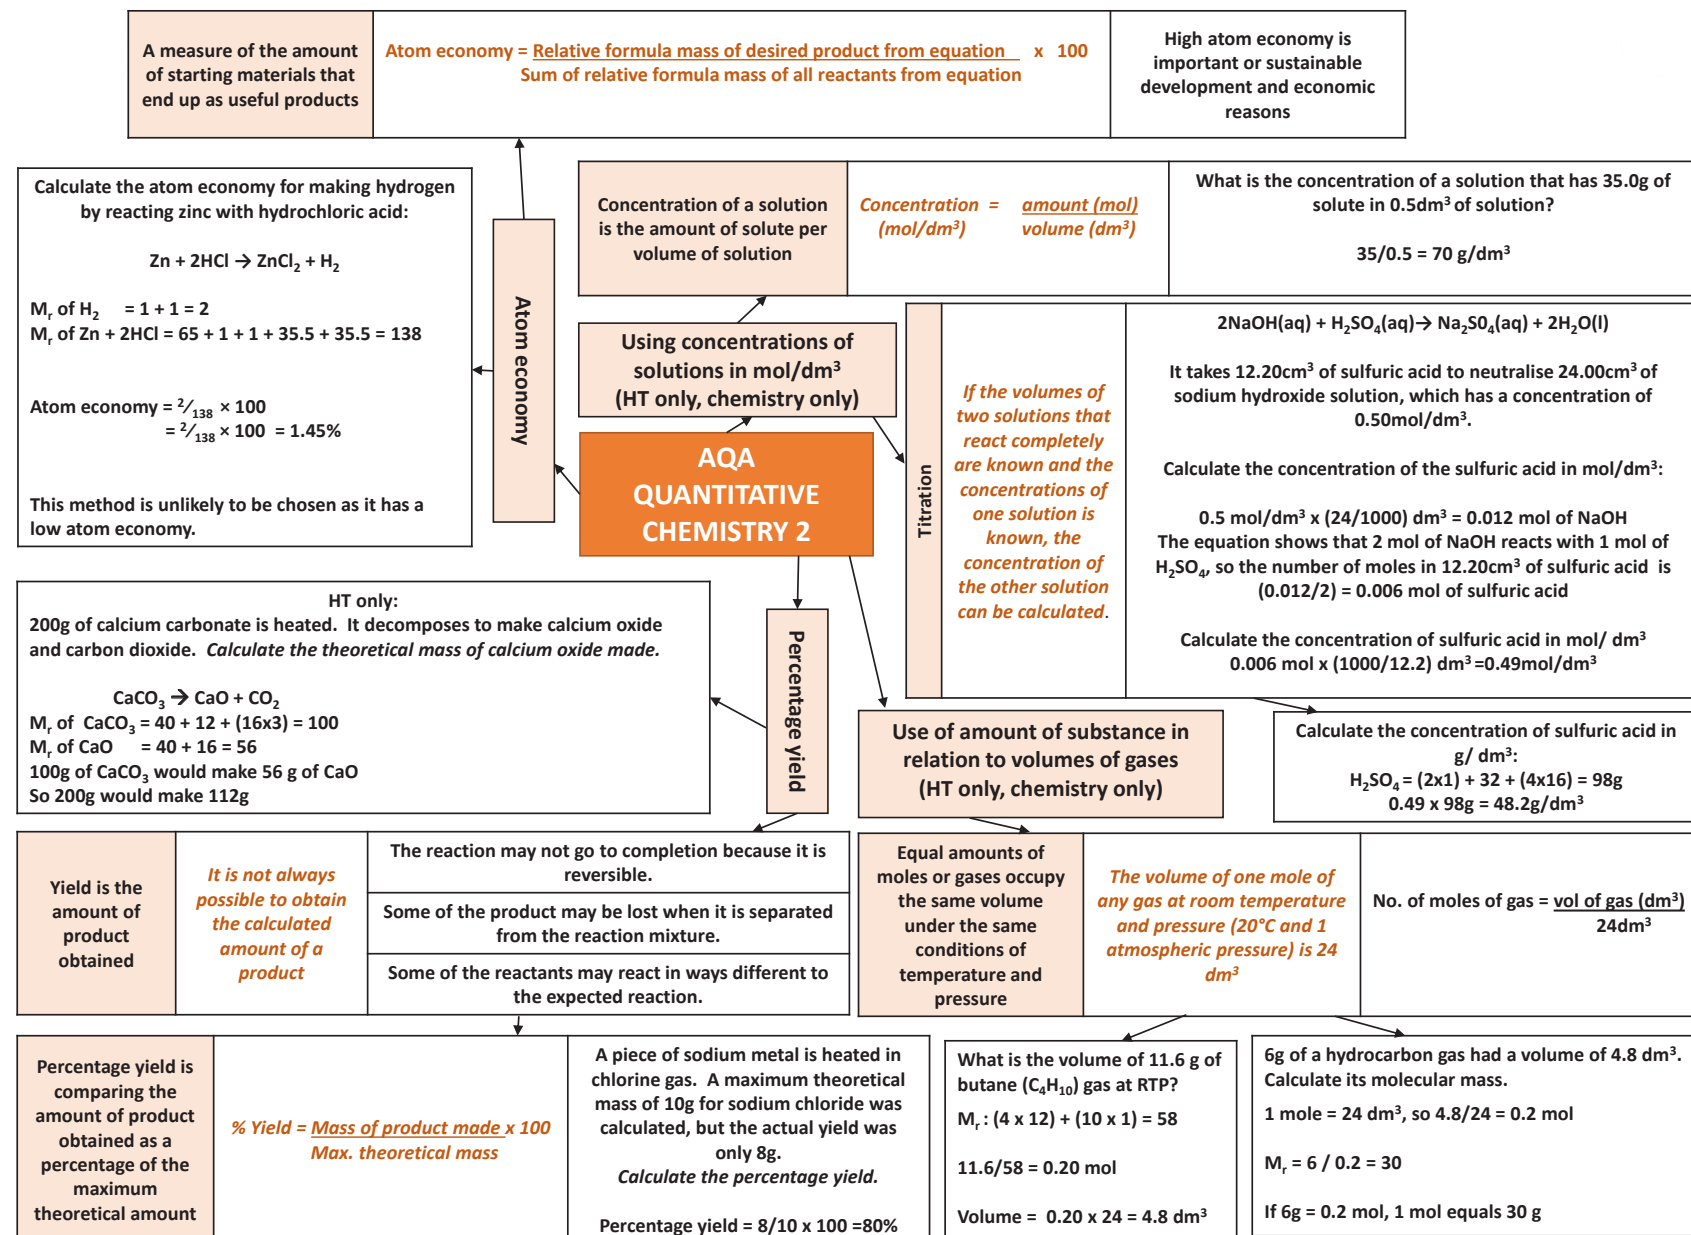 A measure of the amount
of starting materials that
end up as useful products
Atom economy = Relative formula mass of desired product from equation x 100
Sum of relative formula mass of all reactants from equation
High atom economy is
important or sustainable
development and economic
reasons
Calculate the atom economy for making hydrogen
by reacting zinc with hydrochloric acid:
Zn + 2HCl → ZnCl₂ + H₂
Mᵣ of H₂ = 1 + 1 = 2
Mᵣ of Zn + 2HCl = 65 + 1 + 1 + 35.5 + 35.5 = 138
Atom economy = ²⁄₁₃₈ × 100
= ²⁄₁₃₈ × 100 = 1.45%
This method is unlikely to be chosen as it has a
low atom economy.
Atom economy
Concentration of a solution
is the amount of solute per
volume of solution
Concentration = amount (mol)
(mol/dm³) volume (dm³)
What is the concentration of a solution that has 35.0g of
solute in 0.5dm³ of solution?
35/0.5 = 70 g/dm³
Using concentrations of
solutions in mol/dm³
(HT only, chemistry only)
AQA
QUANTITATIVE
CHEMISTRY 2
Titration
If the volumes of
two solutions that
react completely
are known and the
concentrations of
one solution is
known, the
concentration of
the other solution
can be calculated.
2NaOH(aq) + H₂SO₄(aq)→ Na₂S0₄(aq) + 2H₂O(l)
It takes 12.20cm³ of sulfuric acid to neutralise 24.00cm³ of
sodium hydroxide solution, which has a concentration of
0.50mol/dm³.
Calculate the concentration of the sulfuric acid in mol/dm³:
0.5 mol/dm³ x (24/1000) dm³ = 0.012 mol of NaOH
The equation shows that 2 mol of NaOH reacts with 1 mol of
H₂SO₄, so the number of moles in 12.20cm³ of sulfuric acid is
(0.012/2) = 0.006 mol of sulfuric acid
Calculate the concentration of sulfuric acid in mol/ dm³
0.006 mol x (1000/12.2) dm³ =0.49mol/dm³
Calculate the concentration of sulfuric acid in
g/ dm³:
H₂SO₄ = (2x1) + 32 + (4x16) = 98g
0.49 x 98g = 48.2g/dm³
HT only:
200g of calcium carbonate is heated. It decomposes to make calcium oxide
and carbon dioxide. Calculate the theoretical mass of calcium oxide made.
CaCO₃ → CaO + CO₂
Mᵣ of CaCO₃ = 40 + 12 + (16x3) = 100
Mᵣ of CaO = 40 + 16 = 56
100g of CaCO₃ would make 56 g of CaO
So 200g would make 112g
Percentage yield
Use of amount of substance in
relation to volumes of gases
(HT only, chemistry only)
Yield is the
amount of
product
obtained
It is not always
possible to obtain
the calculated
amount of a
product
The reaction may not go to completion because it is
reversible.
Some of the product may be lost when it is separated
from the reaction mixture.
Some of the reactants may react in ways different to
the expected reaction.
Equal amounts of
moles or gases occupy
the same volume
under the same
conditions of
temperature and
pressure
The volume of one mole of
any gas at room temperature
and pressure (20°C and 1
atmospheric pressure) is 24
dm³
No. of moles of gas = vol of gas (dm³)
24dm³
Percentage yield is
comparing the
amount of product
obtained as a
percentage of the
maximum
theoretical amount
% Yield = Mass of product made x 100
Max. theoretical mass
A piece of sodium metal is heated in
chlorine gas. A maximum theoretical
mass of 10g for sodium chloride was
calculated, but the actual yield was
only 8g.
Calculate the percentage yield.
Percentage yield = 8/10 x 100 =80%
What is the volume of 11.6 g of
butane (C₄H₁₀) gas at RTP?
Mᵣ : (4 x 12) + (10 x 1) = 58
11.6/58 = 0.20 mol
Volume = 0.20 x 24 = 4.8 dm³
6g of a hydrocarbon gas had a volume of 4.8 dm³.
Calculate its molecular mass.
1 mole = 24 dm³, so 4.8/24 = 0.2 mol
Mᵣ = 6 / 0.2 = 30
If 6g = 0.2 mol, 1 mol equals 30 g